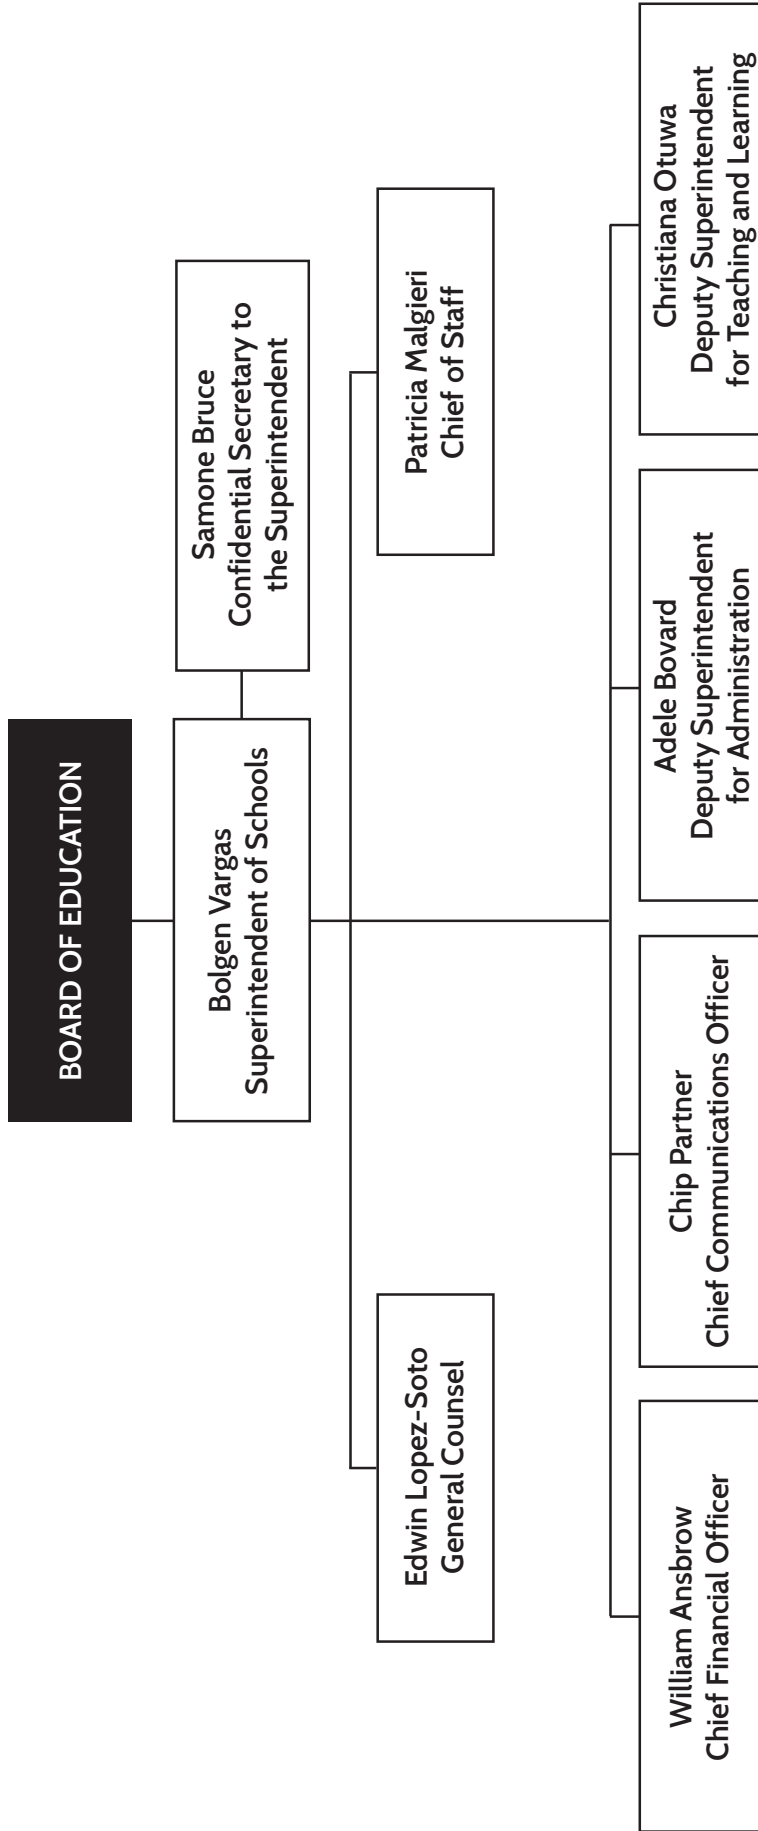 BOARD OF EDUCATION
Bolgen Vargas
Superintendent of Schools
Samone Bruce
Confidential Secretary to
the Superintendent
Edwin Lopez-Soto
General Counsel
Patricia Malgieri
Chief of Staff
William Ansbrow
Chief Financial Officer
Chip Partner
Chief Communications Officer
Adele Bovard
Deputy Superintendent
for Administration
Christiana Otuwa
Deputy Superintendent
for Teaching and Learning